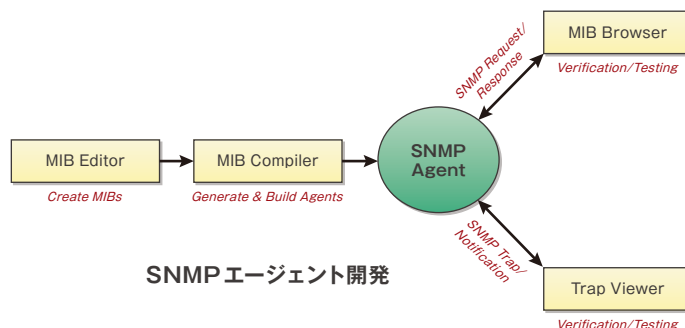 MIB Browser
Verification/Testing
SNMP Request/
Response
MIB Editor
Create MIBs
MIB Compiler
Generate & Build Agents
SNMP
Agent
SNMP Trap/
Notification
SNMPエージェント開発
Trap Viewer
Verification/Testing